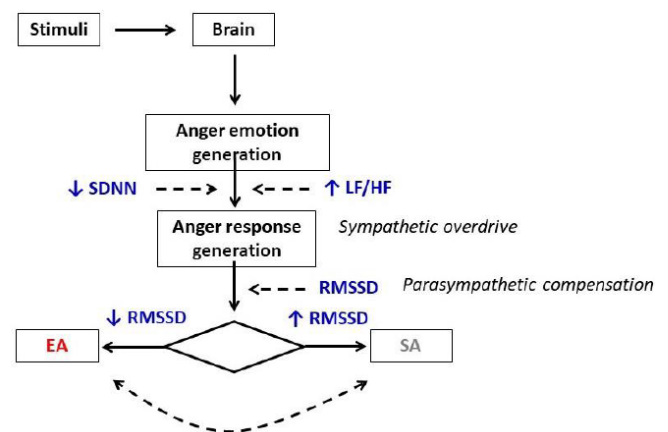 Stimuli
Brain
Anger emotion
generation
↓ SDNN
↑ LF/HF
Anger response
generation
Sympathetic overdrive
RMSSD
Parasympathetic compensation
↓ RMSSD
↑ RMSSD
EA
SA